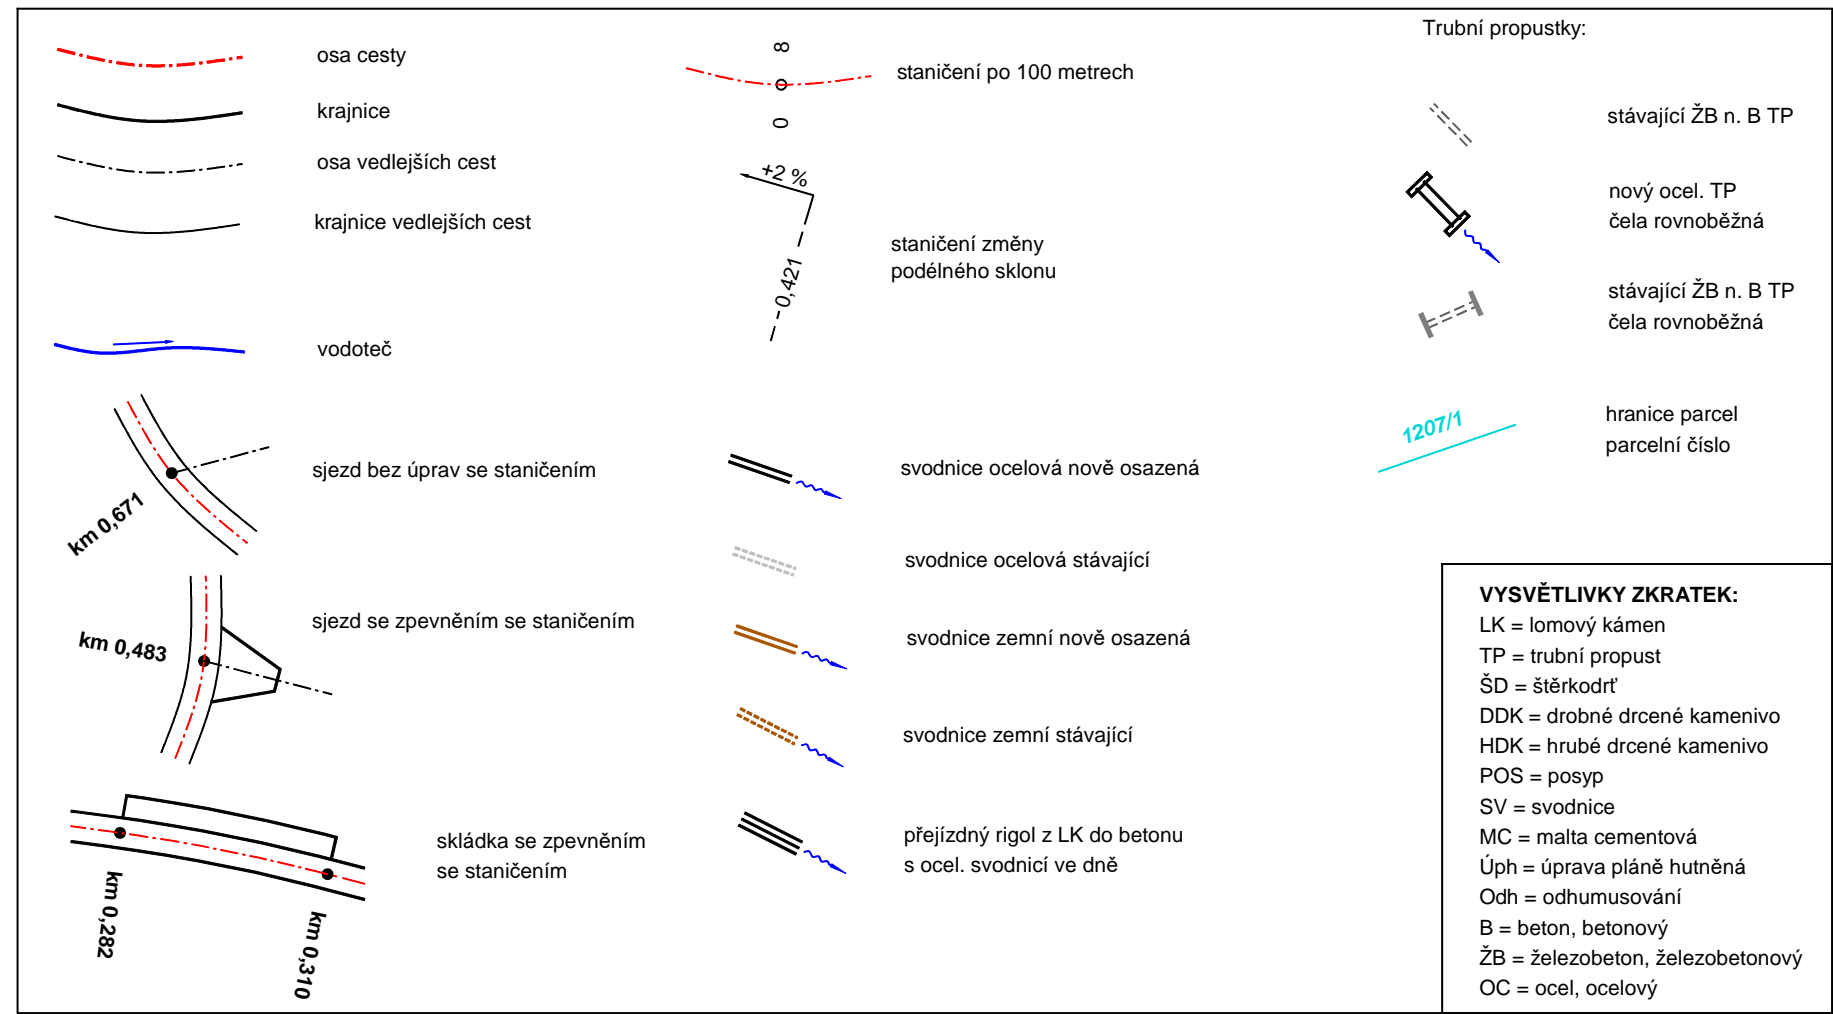 osa cesty
krajnice
osa vedlejších cest
krajnice vedlejších cest
vodoteč
km 0,671
sjezd bez úprav se staničením
km 0,483
sjezd se zpevněním se staničením
km 0,282
km 0,310
skládka se zpevněním
se staničením
0 8
staničení po 100 metrech
+2 %
0,421
staničení změny
podélného sklonu
svodnice ocelová nově osazená
svodnice ocelová stávající
svodnice zemní nově osazená
svodnice zemní stávající
přejízdný rigol z LK do betonu
s ocel. svodnicí ve dně
Trubní propustky:
stávající ŽB n. B TP
nový ocel. TP
čela rovnoběžná
stávající ŽB n. B TP
čela rovnoběžná
1207/1
hranice parcel
parcelní číslo
VYSVĚTLIVKY ZKRATEK:
LK = lomový kámen
TP = trubní propust
ŠD = štěrkodrť
DDK = drobné drcené kamenivo
HDK = hrubé drcené kamenivo
POS = posyp
SV = svodnice
MC = malta cementová
Úph = úprava pláně hutněná
Odh = odhumusování
B = beton, betonový
ŽB = železobeton, železobetonový
OC = ocel, ocelový